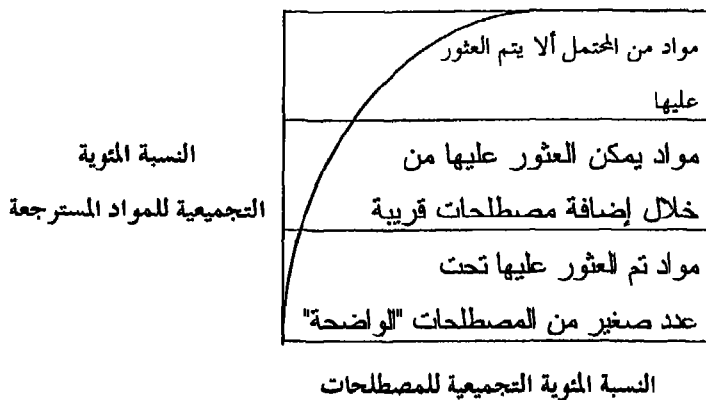 مواد من المحتمل ألا يتم العثور
عليها
مواد يمكن العثور عليها من
خلال إضافة مصطلحات قريبة
مواد تم العثور عليها تحت
عدد صغير من المصطلحات "الواضحة"
النسبة المئوية
التجميعية للمواد المسترجعة
النسبة المئوية التجميعية للمصطلحات